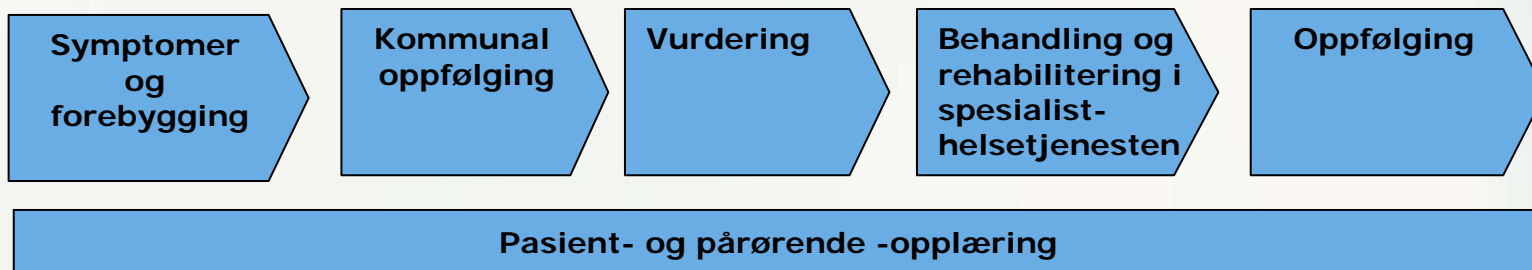 Symptomer
og
forebygging
Kommunal
oppfølging
Vurdering
Behandling og
rehabilitering i
spesialist-
helsetjenesten
Oppfølging
Pasient- og pårørende -opplæring